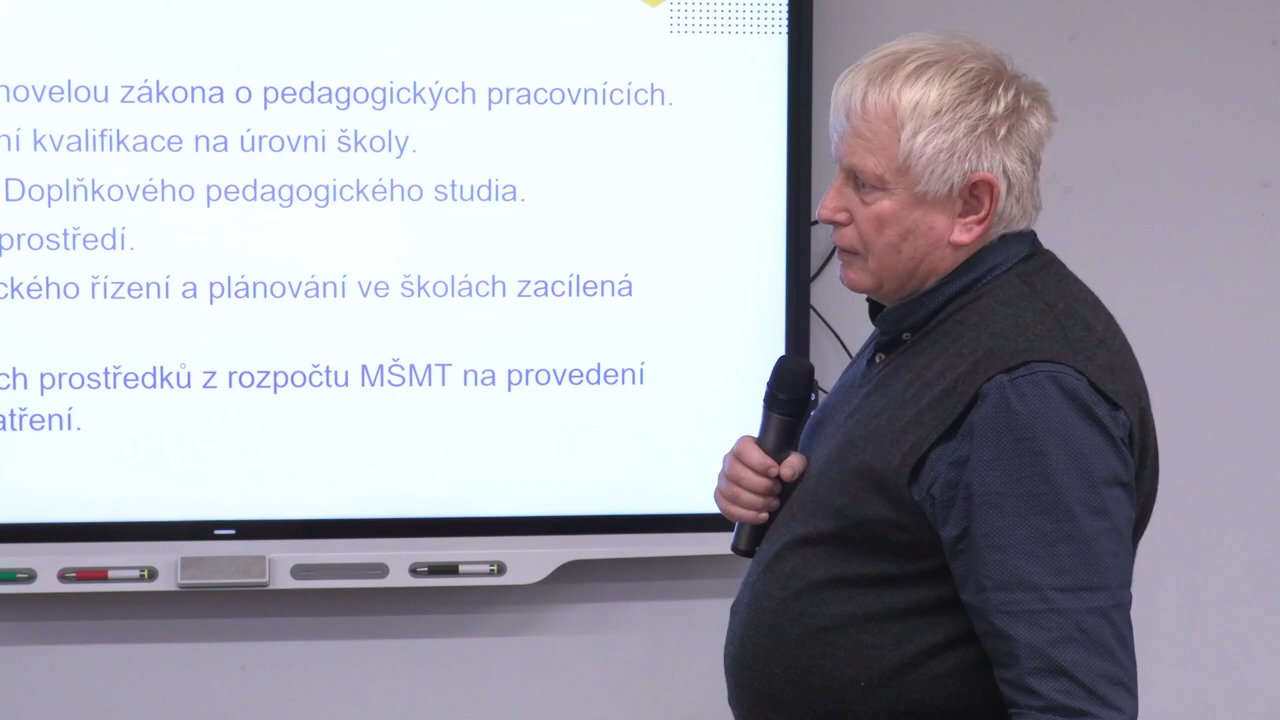 novelou zákona o pedagogických pracovnících.
ní kvalifikace na úrovni školy.
Doplňkového pedagogického studia.
prostředí.
ckého řízení a plánování ve školách zacílená
ch prostředků z rozpočtu MŠMT na provedení
atření.